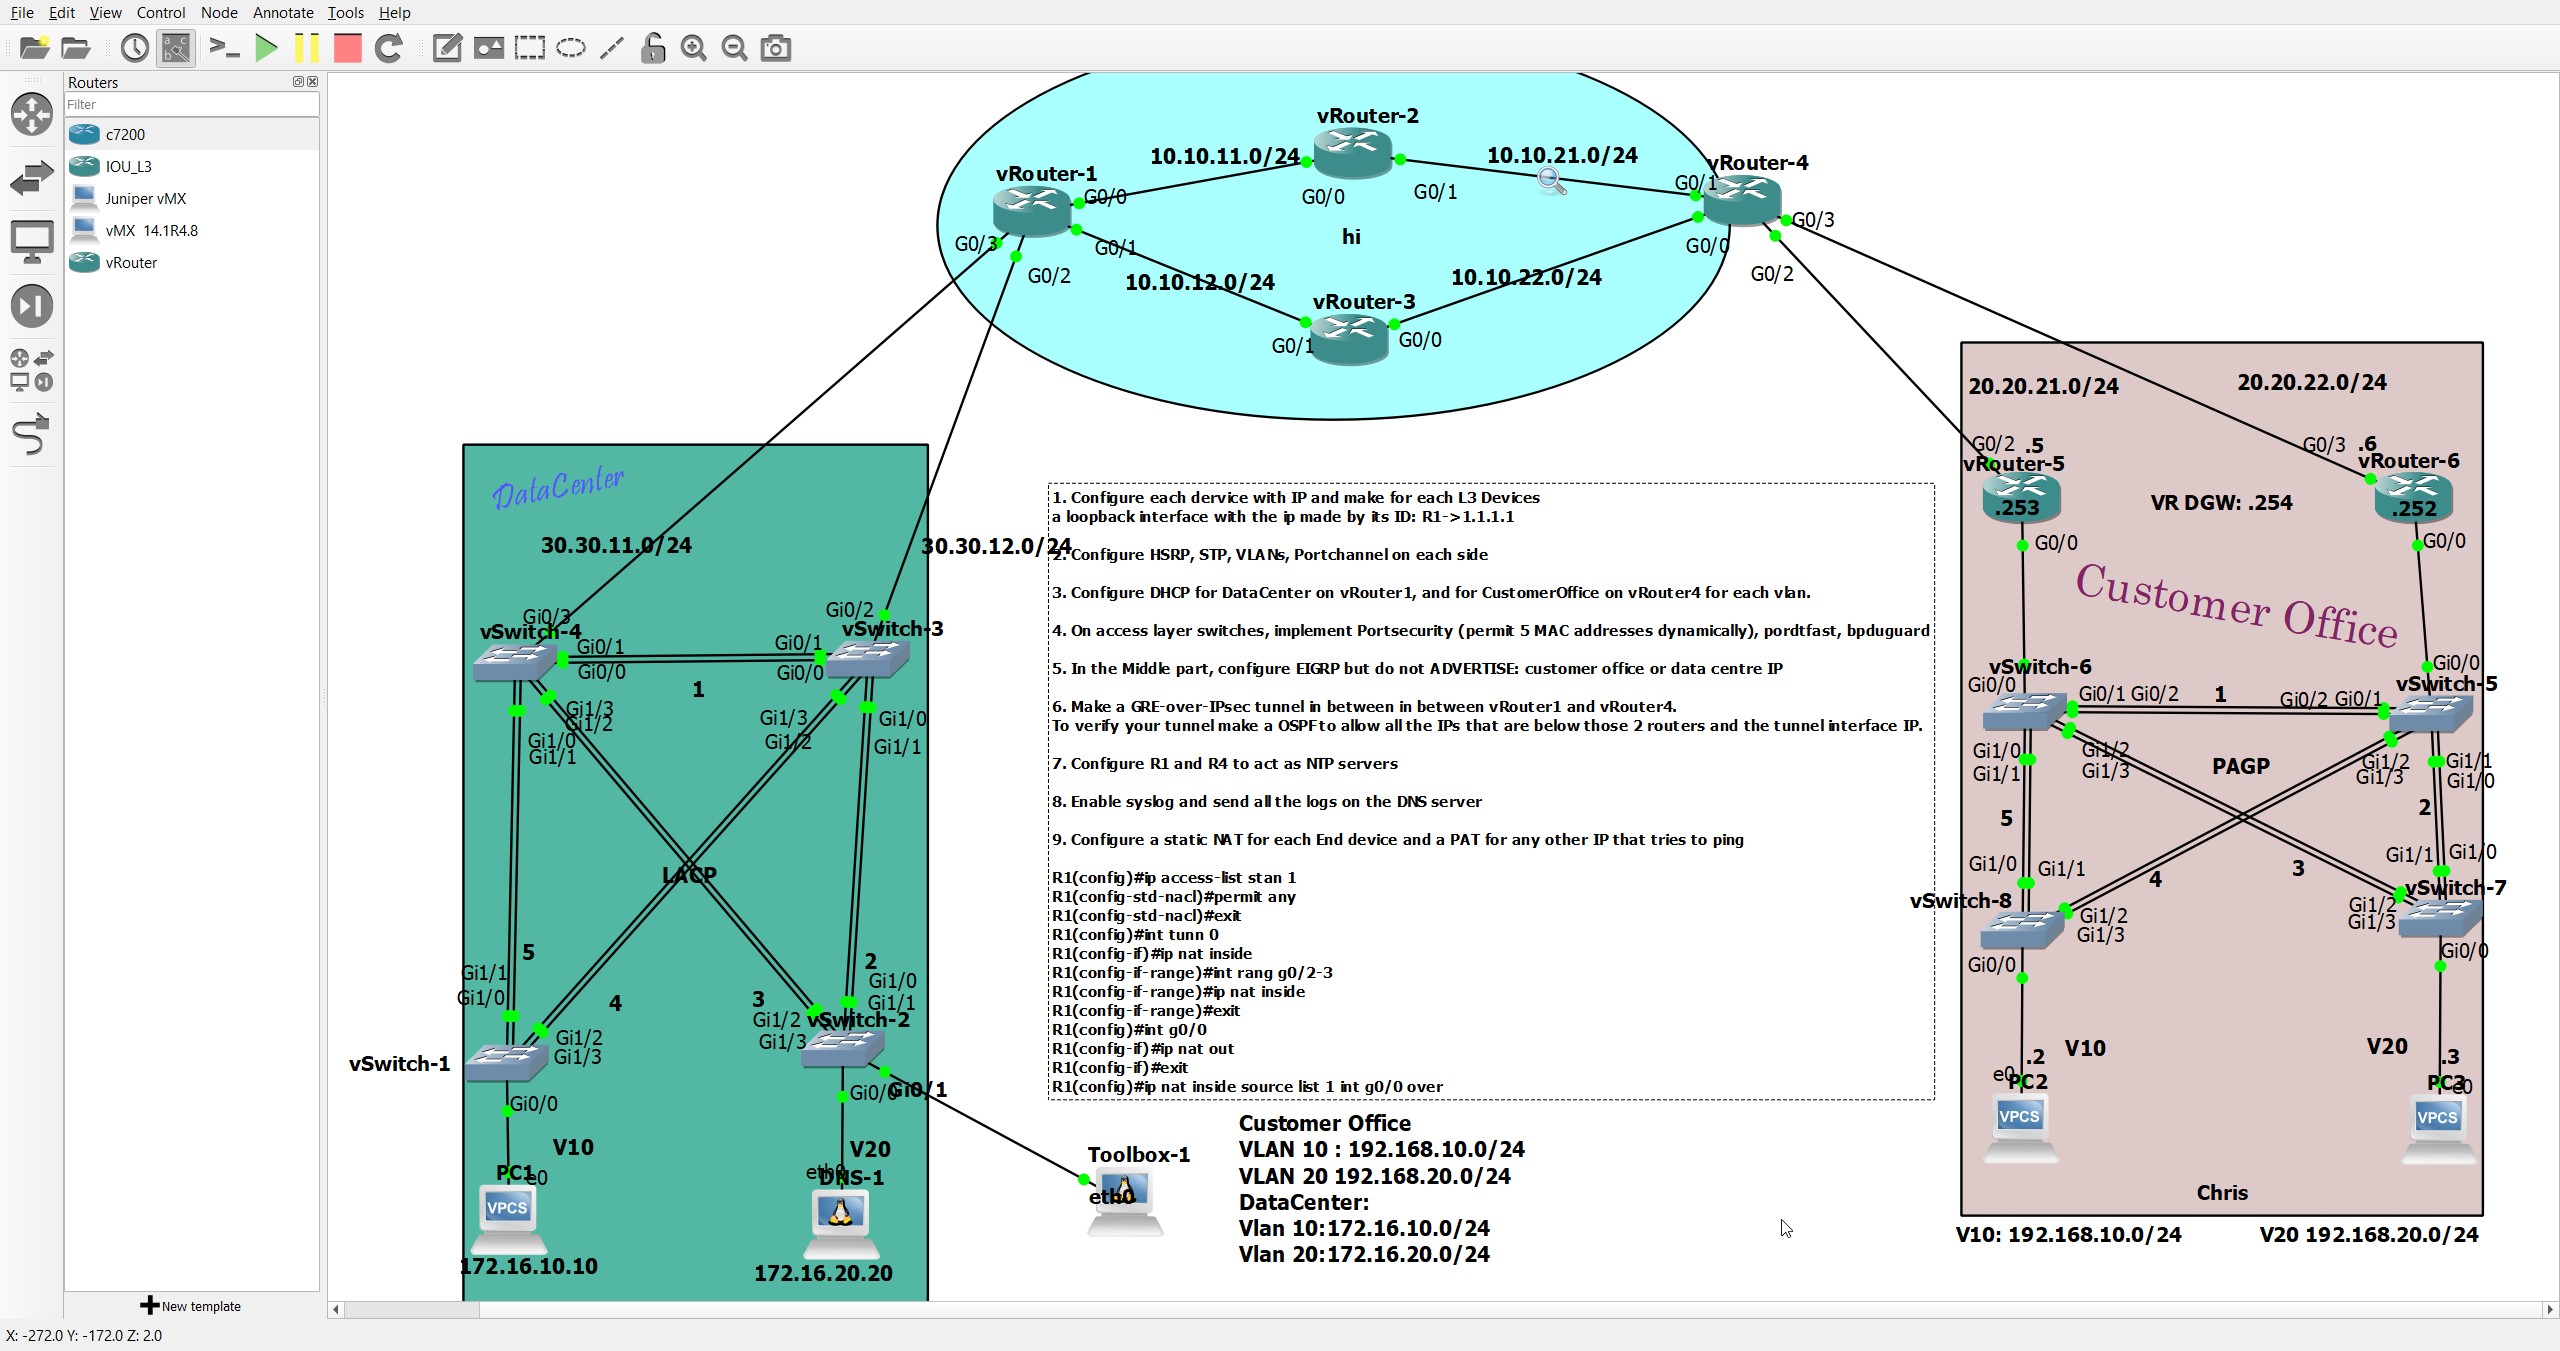 File Edit View Control Node Annotate Tools Help
Routers
Filter
c7200
IOU_L3
Juniper vMX
vMX 14.1R4.8
vRouter
New template
X: -272.0 Y: -172.0 Z: 2.0
vRouter-2
10.10.11.0/24
10.10.21.0/24
vRouter-4
vRouter-1
G0/0
G0/0
G0/1
G0/1
G0/3
G0/3
G0/1
hi
G0/0
G0/2
10.10.12.0/24
10.10.22.0/24
G0/2
vRouter-3
G0/1
G0/0
DataCenter
30.30.11.0/24
30.30.12.0/24
Gi0/3
Gi0/2
vSwitch-4
vSwitch-3
Gi0/1
Gi0/1
Gi0/0
Gi0/0
1
Gi1/3
Gi1/2
Gi1/3
Gi1/0
Gi1/0
Gi1/2
Gi1/1
Gi1/1
LACP
5
2
Gi1/1
Gi1/0
Gi1/0
4
3
Gi1/1
Gi1/2
vSwitch-2
Gi1/2
Gi1/3
Gi1/3
vSwitch-1
Gi0/0
Gi0/0
Gi0/1
V10
V20
PC1
e0
eth0
DNS-1
VPCS
172.16.10.10
172.16.20.20
Toolbox-1
eth0
1. Configure each dervice with IP and make for each L3 Devices
a loopback interface with the ip made by its ID: R1->1.1.1.1
2. Configure HSRP, STP, VLANs, Portchannel on each side
3. Configure DHCP for DataCenter on vRouter1, and for CustomerOffice on vRouter4 for each vlan.
4. On access layer switches, implement Portsecurity (permit 5 MAC addresses dynamically), pordtfast, bpduguard
5. In the Middle part, configure EIGRP but do not ADVERTISE: customer office or data centre IP
6. Make a GRE-over-IPsec tunnel in between in between vRouter1 and vRouter4.
To verify your tunnel make a OSPF to allow all the IPs that are below those 2 routers and the tunnel interface IP.
7. Configure R1 and R4 to act as NTP servers
8. Enable syslog and send all the logs on the DNS server
9. Configure a static NAT for each End device and a PAT for any other IP that tries to ping
R1(config)#ip access-list stan 1
R1(config-std-nacl)#permit any
R1(config-std-nacl)#exit
R1(config)#int tunn 0
R1(config-if)#ip nat inside
R1(config-if-range)#int rang g0/2-3
R1(config-if-range)#ip nat inside
R1(config-if-range)#exit
R1(config)#int g0/0
R1(config-if)#ip nat out
R1(config-if)#exit
R1(config)#ip nat inside source list 1 int g0/0 over
Customer Office
VLAN 10 : 192.168.10.0/24
VLAN 20 192.168.20.0/24
DataCenter:
Vlan 10:172.16.10.0/24
Vlan 20:172.16.20.0/24
20.20.21.0/24
20.20.22.0/24
G0/2
.5
G0/3
.6
vRouter-5
vRouter-6
.253
VR DGW: .254
.252
G0/0
G0/0
Customer Office
vSwitch-6
Gi0/0
vSwitch-5
Gi0/0
Gi0/1 Gi0/2
1
Gi0/2 Gi0/1
Gi1/0
Gi1/2
PAGP
Gi1/2
Gi1/1
Gi1/1
Gi1/3
Gi1/3
Gi1/0
5
2
Gi1/0
Gi1/1
4
3
Gi1/1
Gi1/0
vSwitch-8
vSwitch-7
Gi1/2
Gi1/3
Gi1/2
Gi1/3
Gi0/0
Gi0/0
.2
V10
V20
.3
e0
PC2
PC3
e0
VPCS
VPCS
Chris
V10: 192.168.10.0/24
V20 192.168.20.0/24